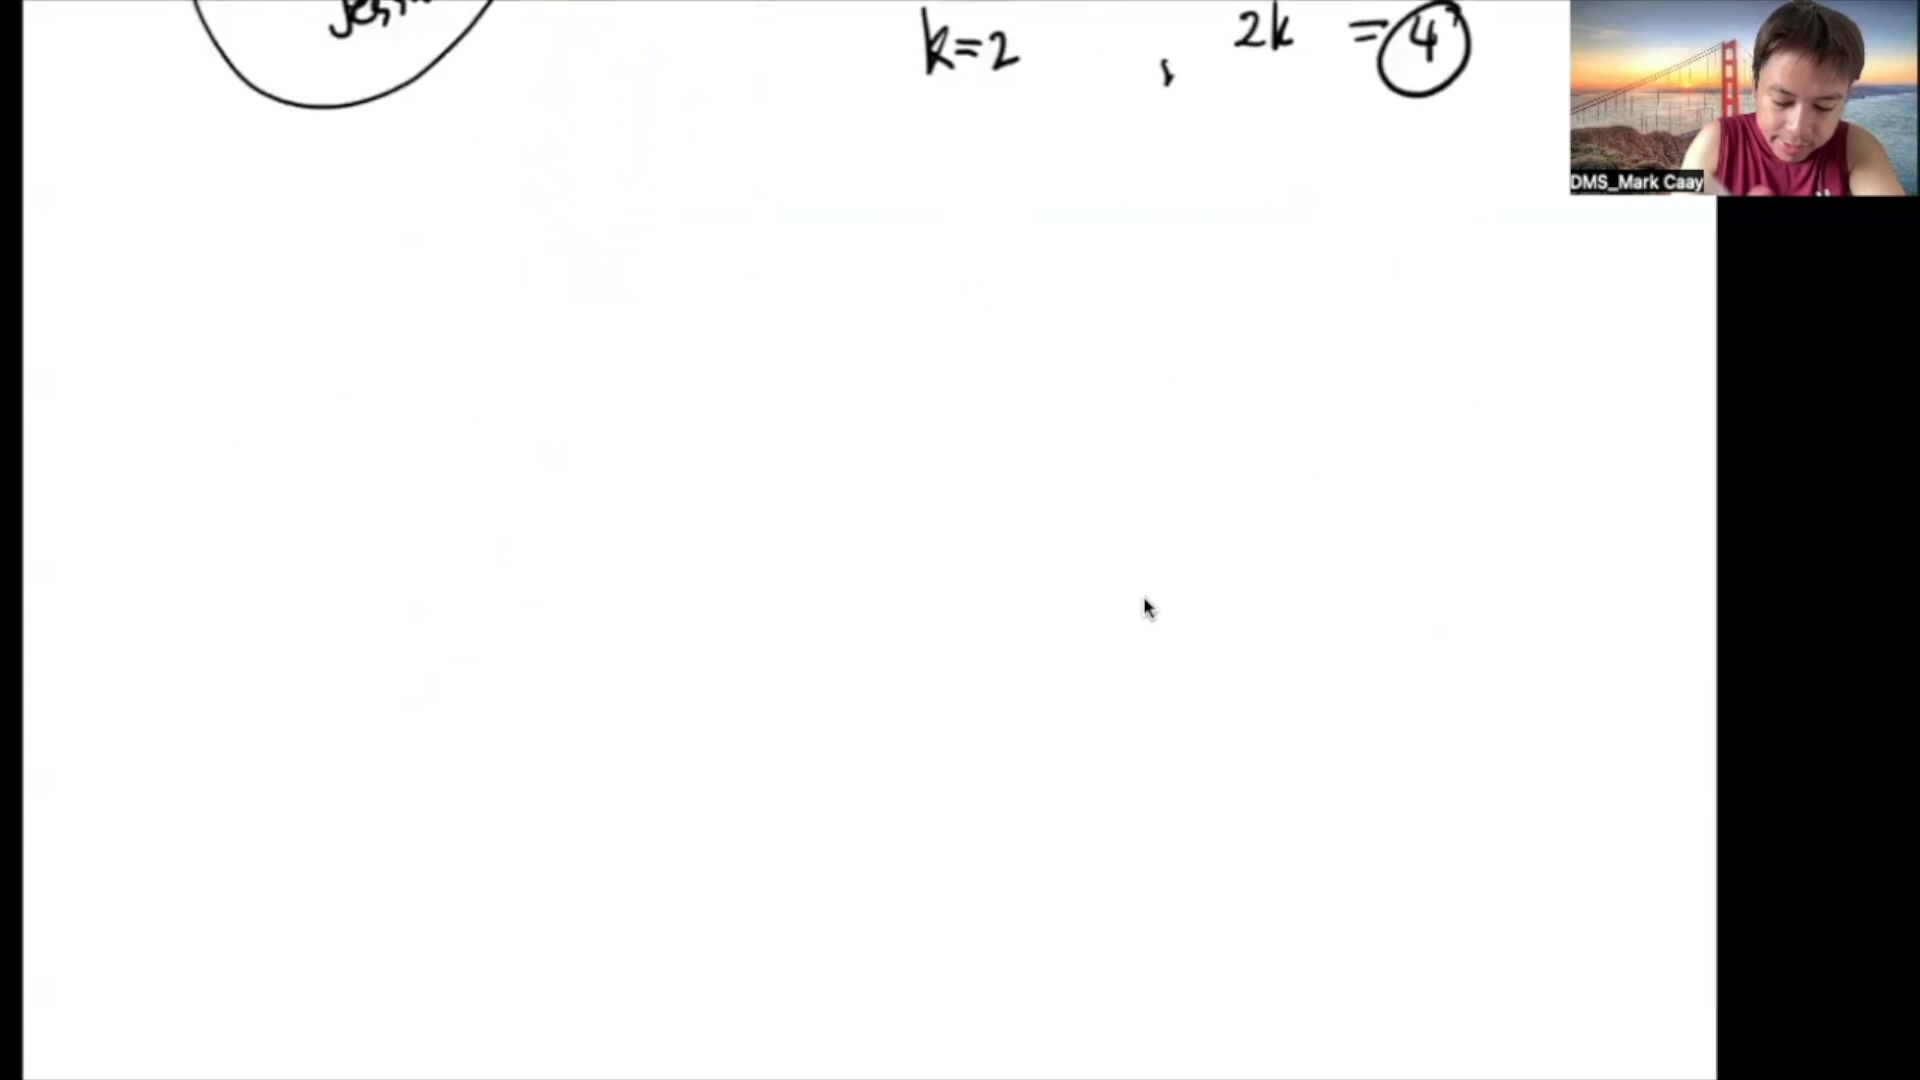 k=2 , 2k = 4
DMS_Mark Caay